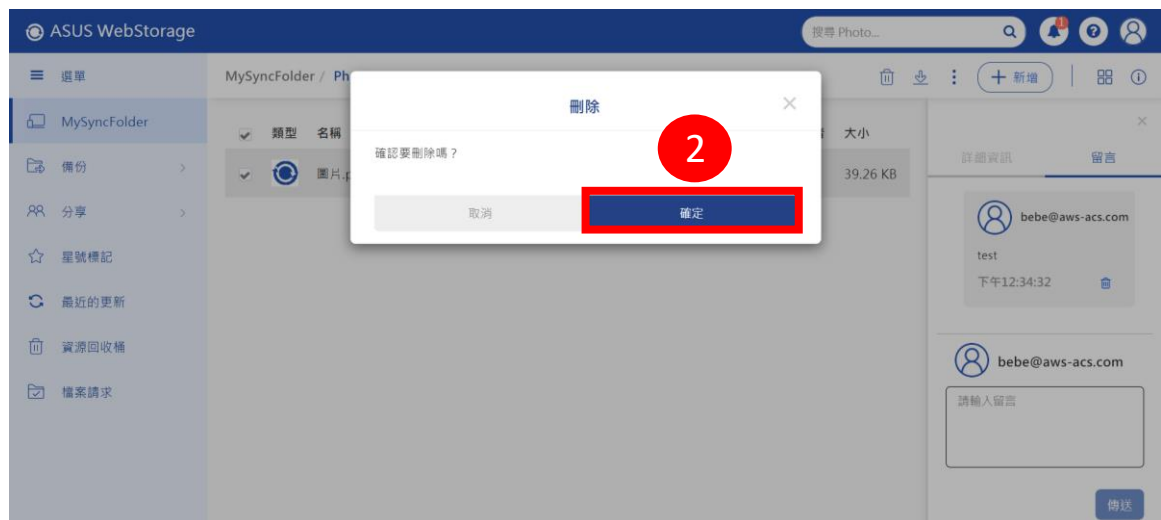 ASUS WebStorage
搜尋 Photo...
1
選單
MySyncFolder / Ph
新增
MySyncFolder
備份
分享
星號標記
最近的更新
資源回收桶
檔案請求
類型 名稱 大小
圖片.p 39.26 KB
刪除
確認要刪除嗎？
2
取消 確定
詳細資訊 留言
bebe@aws-acs.com
test
下午12:34:32
bebe@aws-acs.com
請輸入留言
傳送